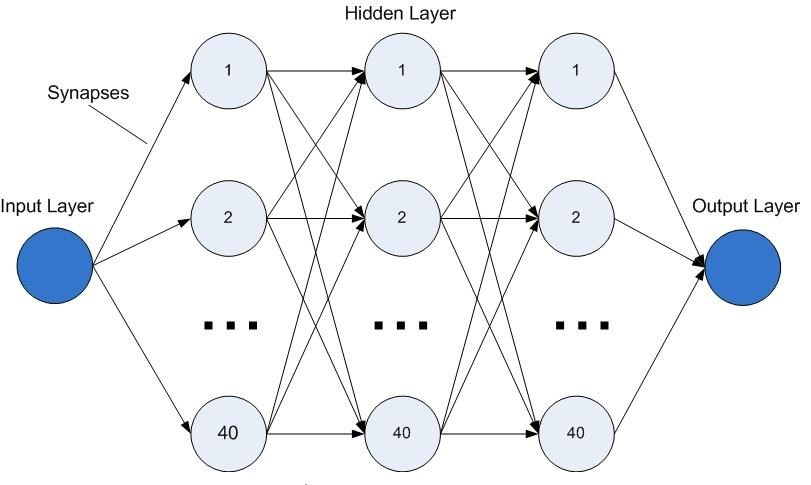 Hidden Layer
Synapses
1
1
1
Input Layer
2
2
2
Output Layer
40
40
40